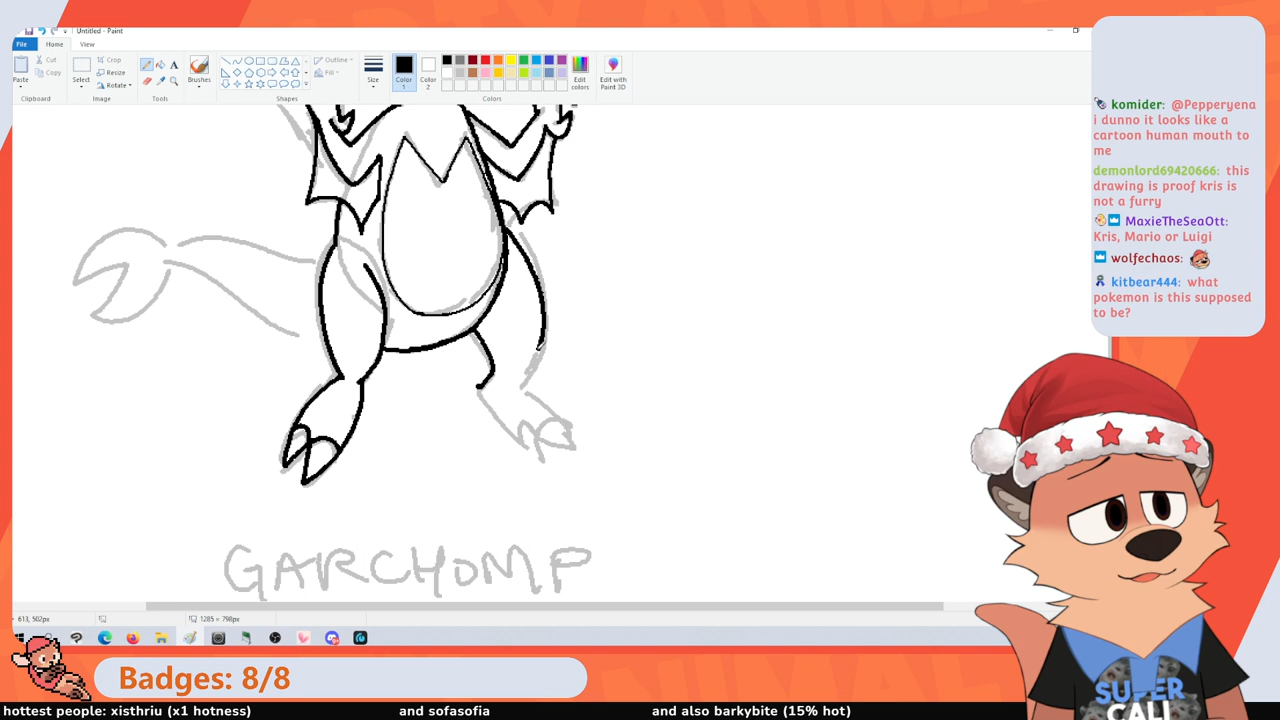 Untitled - Paint
File Home View
Cut
Copy
Paste
Clipboard
Crop
Resize
Rotate
Select
Image
A
Tools
Brushes
Outline
Fill
Shapes
Size
Color 1
Color 2
Edit colors
Edit with Paint 3D
Colors
komider: @Pepperyena
i dunno it looks like a
cartoon human mouth to
me
demonlord69420666: this
drawing is proof kris is
not a furry
MaxieTheSeaOtt:
Kris, Mario or Luigi
wolfechaos:
kitbear444: what
pokemon is this supposed
to be?
GARCHOMP
613, 502px
1285 × 798px
SUPER
CALL
Badges: 8/8
hottest people: xisthriu (x1 hotness) and sofasofia and also barkybite (15% hot)